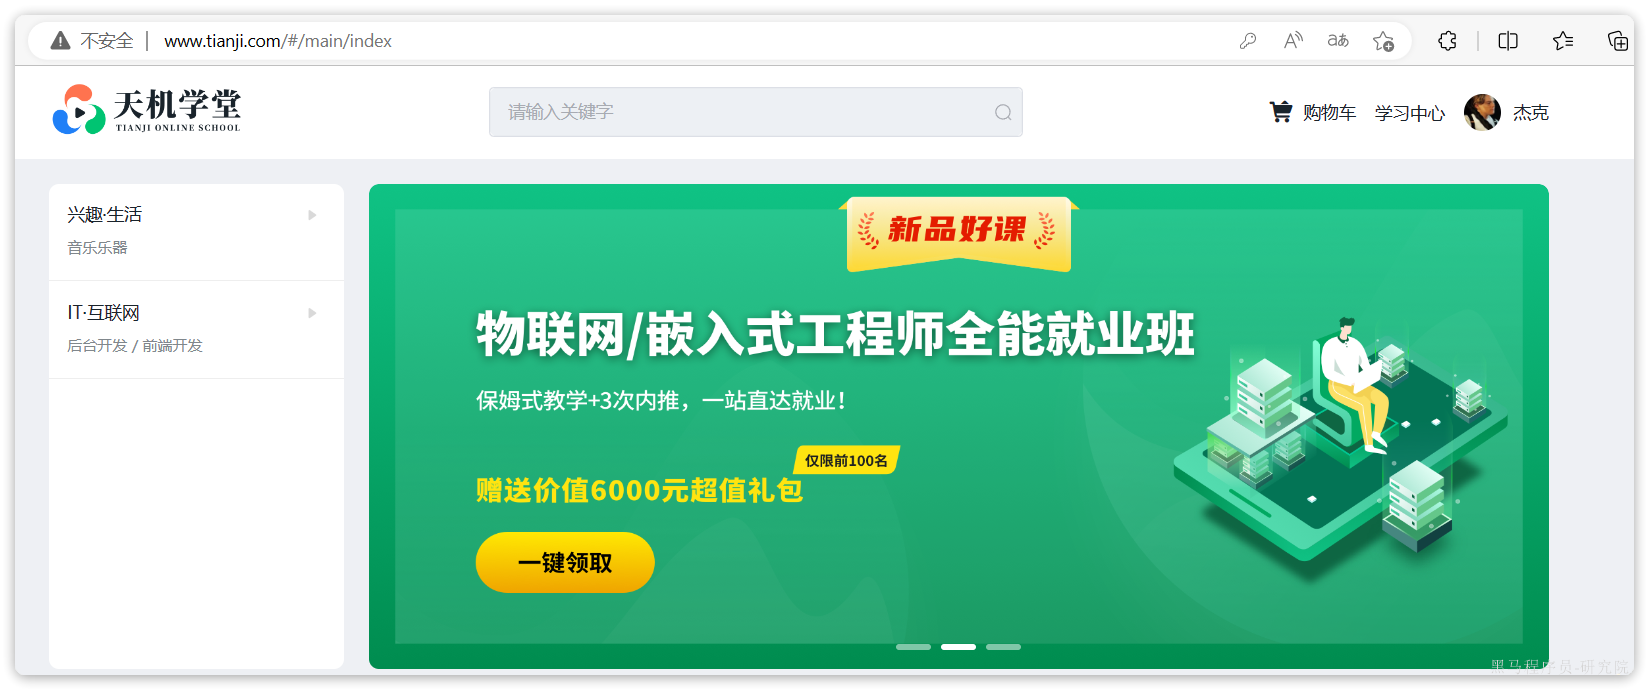 不安全 | www.tianji.com/#/main/index
天机学堂
TIANJI ONLINE SCHOOL
请输入关键字
购物车 学习中心 杰克
兴趣·生活
音乐乐器
IT·互联网
后台开发 / 前端开发
新品好课
物联网/嵌入式工程师全能就业班
保姆式教学+3次内推，一站直达就业！
仅限前100名
赠送价值6000元超值礼包
一键领取
黑马程序员-研究院